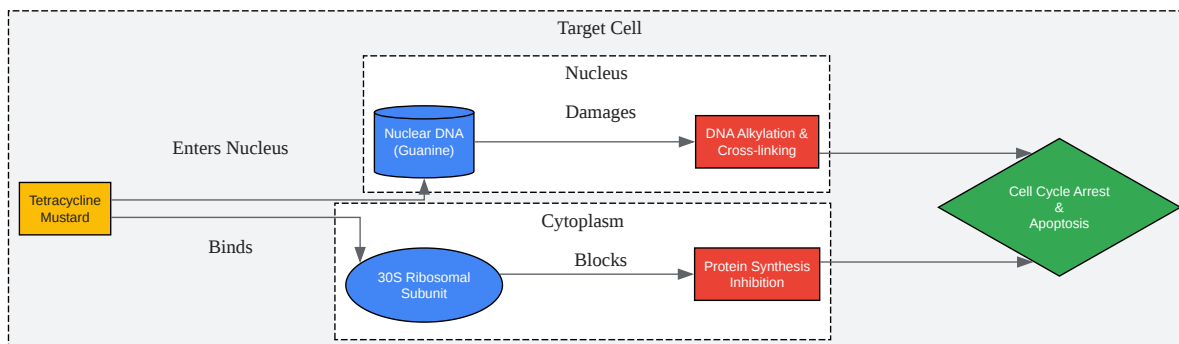 Target Cell
Nucleus
Damages
Nuclear DNA
(Guanine)
DNA Alkylation &
Cross-linking
Enters Nucleus
Tetracycline
Mustard
Cell Cycle Arrest
&
Apoptosis
Binds
Cytoplasm
Blocks
30S Ribosomal
Subunit
Protein Synthesis
Inhibition